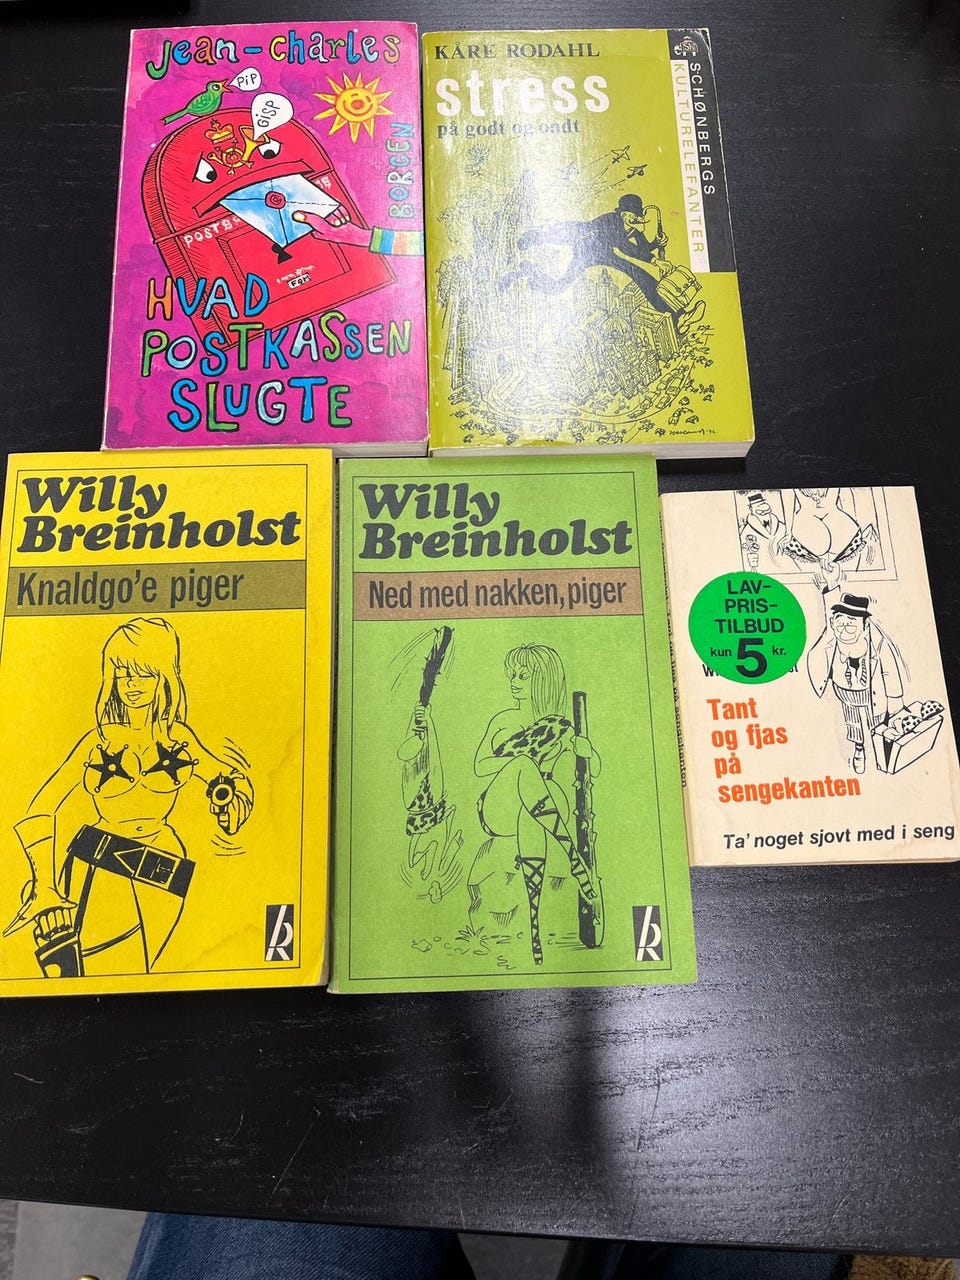 jean-charles
PIP
GISP
BORGEN
POSTB
HVAD
POSTKASSEN
SLUGTE
KÅRE RODAHL
stress
på godt og ondt
SCHØNBERGS
KULTURELEFANTER
Willy
Breinholst
Knaldgo'e piger
Willy
Breinholst
Ned med nakken, piger
LAV-
PRIS-
TILBUD
kun 5 kr.
Tant
og fjas
på
sengekanten
Ta' noget sjovt med i seng